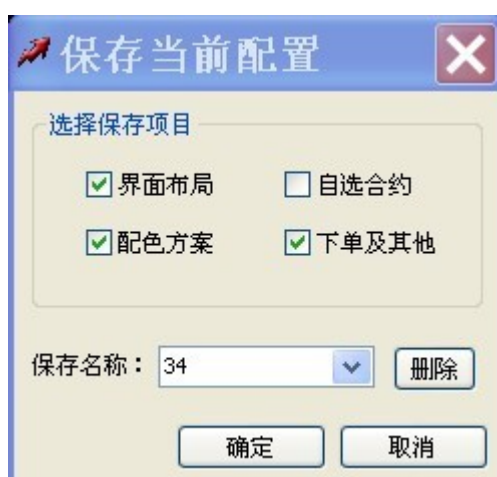 保存当前配置
选择保存项目
界面布局 自选合约
配色方案 下单及其他
保存名称： 34 删除
确定 取消